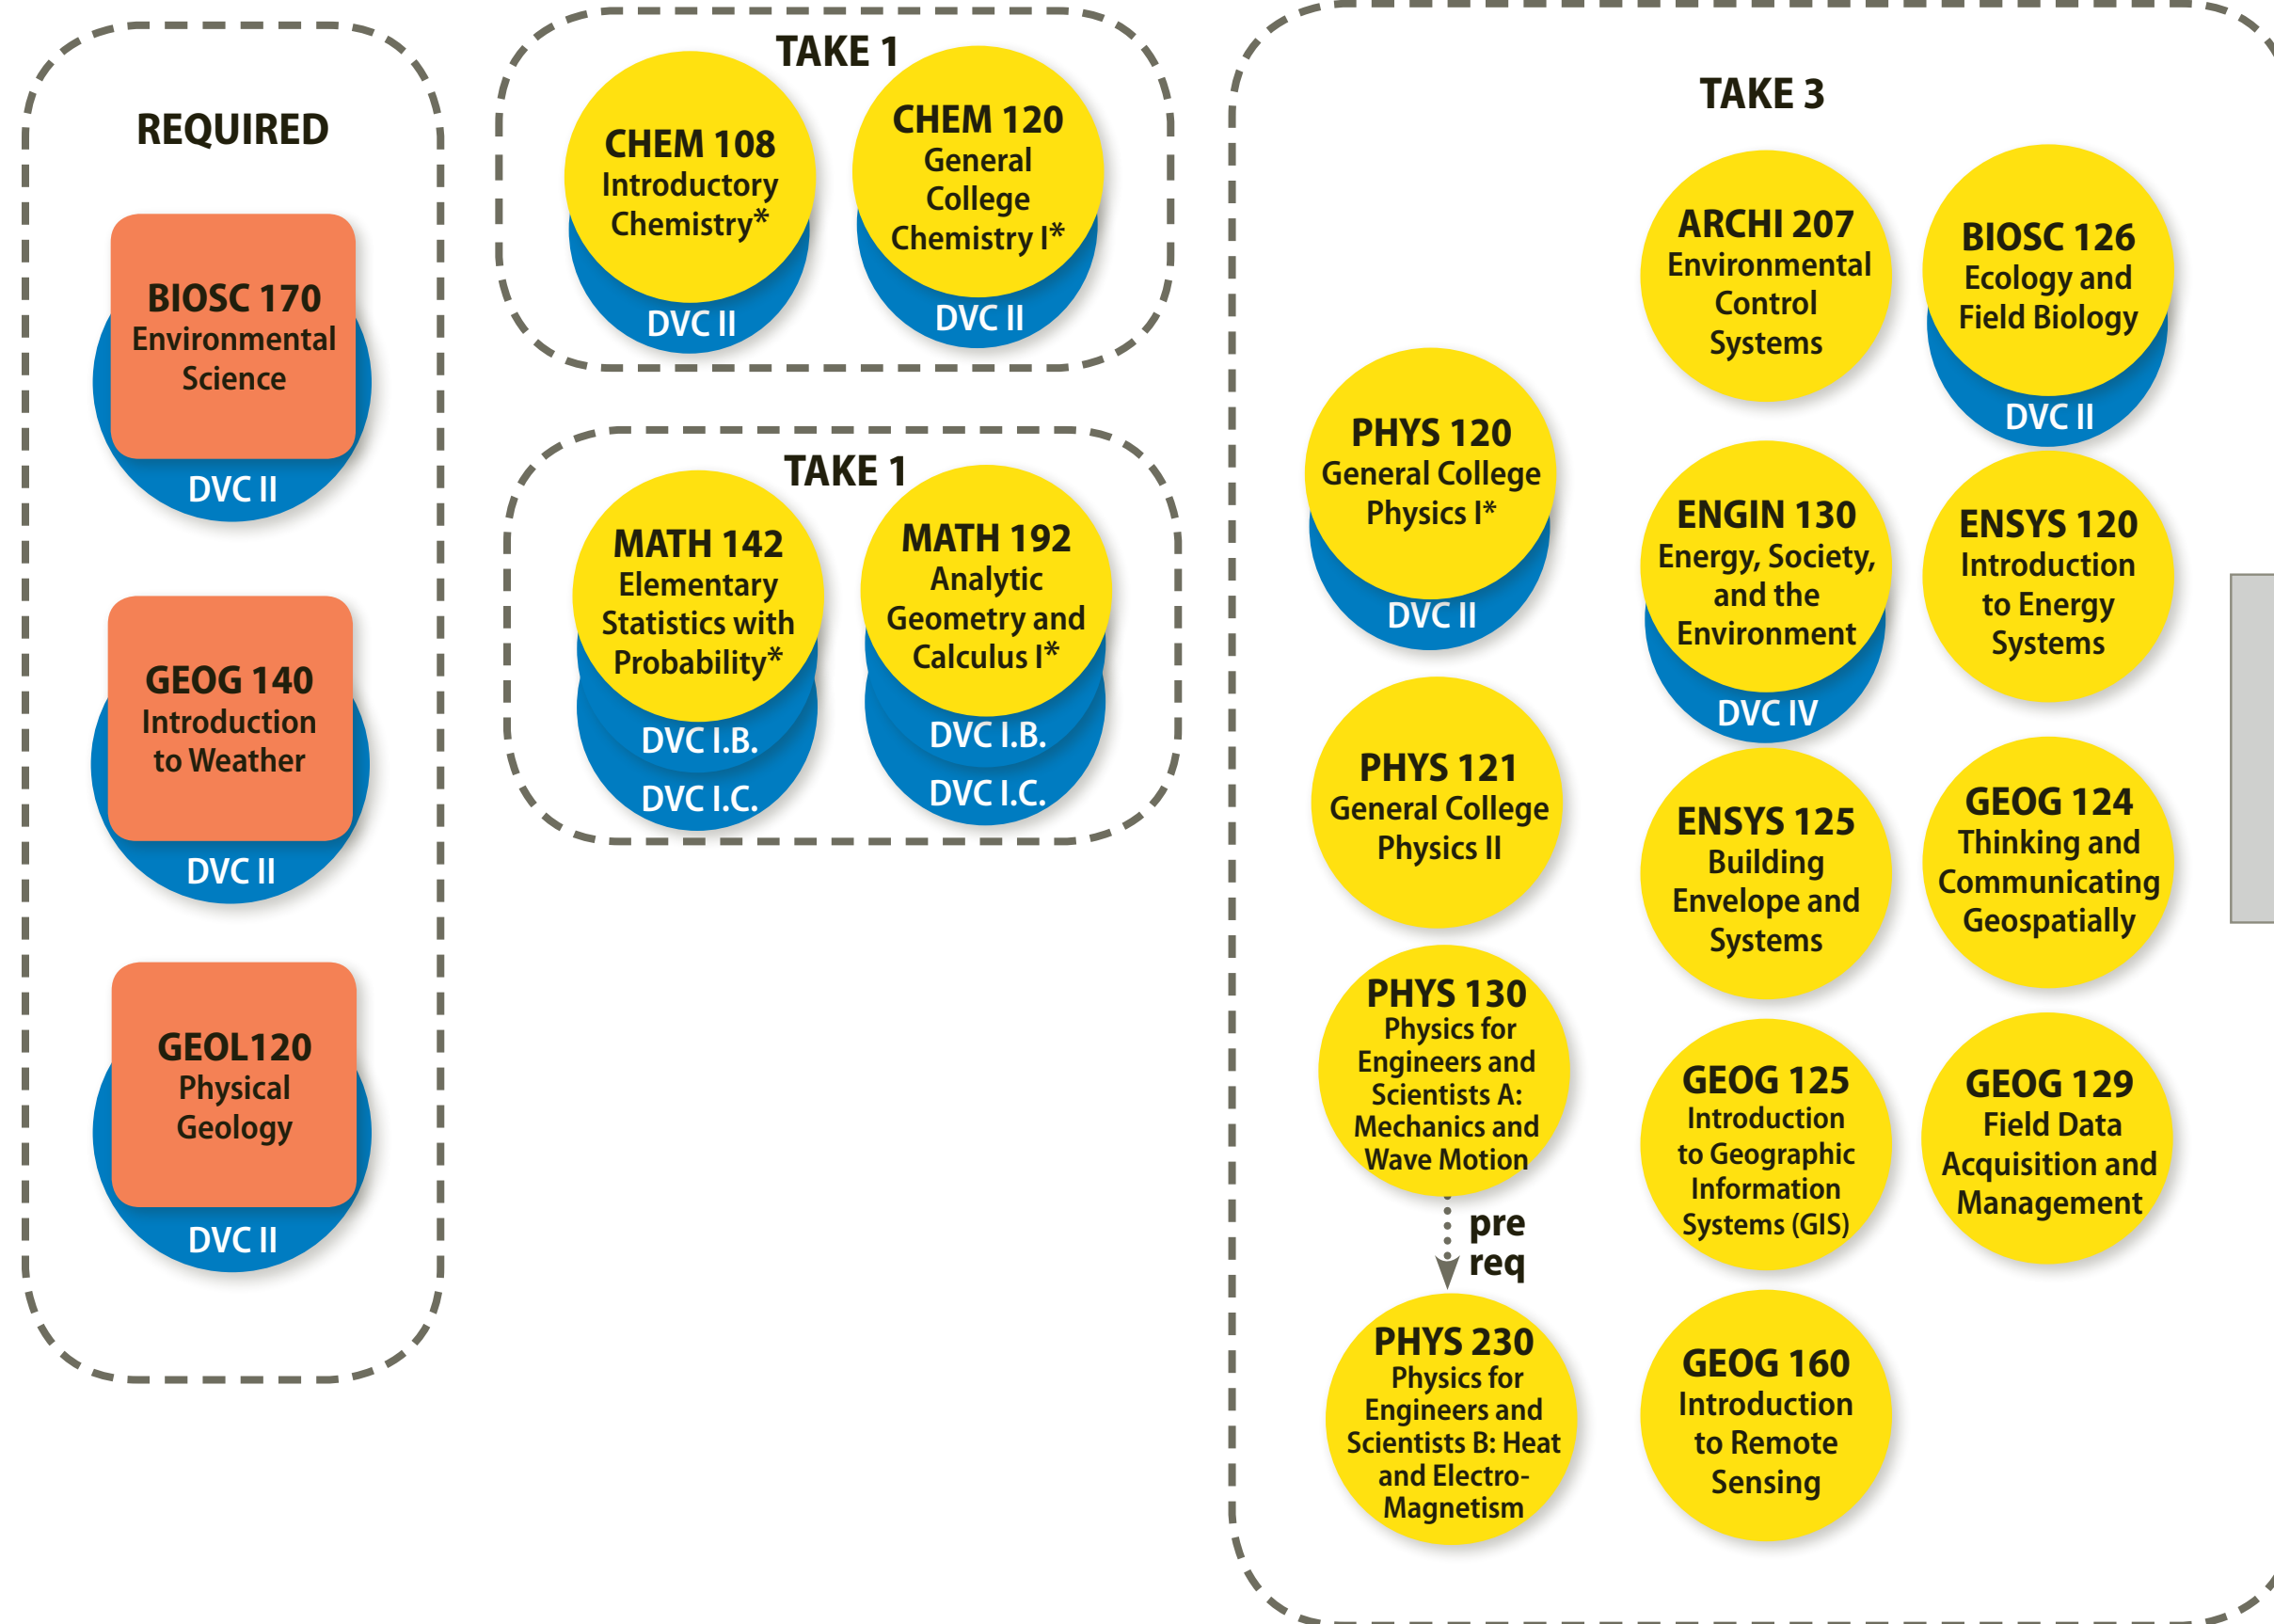 REQUIRED
BIOSC 170
Environmental
Science
DVC II
GEOG 140
Introduction
to Weather
DVC II
GEOL120
Physical
Geology
DVC II
TAKE 1
CHEM 108
Introductory
Chemistry*
DVC II
CHEM 120
General
College
Chemistry I*
DVC II
TAKE 1
MATH 142
Elementary
Statistics with
Probability*
DVC I.B.
DVC I.C.
MATH 192
Analytic
Geometry and
Calculus I*
DVC I.B.
DVC I.C.
TAKE 3
PHYS 120
General College
Physics I*
DVC II
PHYS 121
General College
Physics II
PHYS 130
Physics for
Engineers and
Scientists A:
Mechanics and
Wave Motion
pre
req
PHYS 230
Physics for
Engineers and
Scientists B: Heat
and Electro-
Magnetism
ARCHI 207
Environmental
Control
Systems
ENGIN 130
Energy, Society,
and the
Environment
DVC IV
ENSYS 125
Building
Envelope and
Systems
GEOG 125
Introduction
to Geographic
Information
Systems (GIS)
GEOG 160
Introduction
to Remote
Sensing
BIOSC 126
Ecology and
Field Biology
DVC II
ENSYS 120
Introduction
to Energy
Systems
GEOG 124
Thinking and
Communicating
Geospatially
GEOG 129
Field Data
Acquisition and
Management